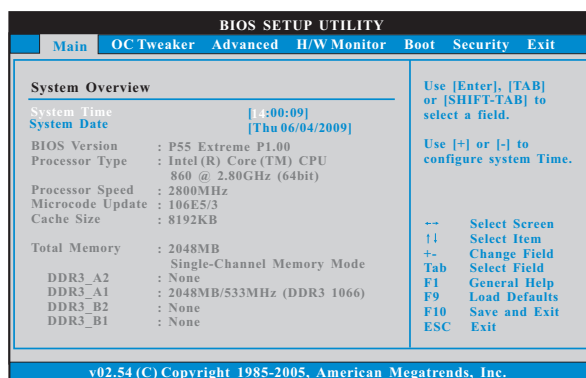 BIOS SETUP UTILITY
Main OC Tweaker Advanced H/W Monitor Boot Security Exit
System Overview
System Time [14:00:09]
System Date [Thu 06/04/2009]
BIOS Version : P55 Extreme P1.00
Processor Type : Intel (R) Core (TM) CPU
860 @ 2.80GHz (64bit)
Processor Speed : 2800MHz
Microcode Update : 106E5/3
Cache Size : 8192KB
Total Memory : 2048MB
Single-Channel Memory Mode
DDR3_A2 : None
DDR3_A1 : 2048MB/533MHz (DDR3 1066)
DDR3_B2 : None
DDR3_B1 : None
Use [Enter], [TAB]
or [SHIFT-TAB] to
select a field.
Use [+] or [-] to
configure system Time.
←→ Select Screen
↑↓ Select Item
+- Change Field
Tab Select Field
F1 General Help
F9 Load Defaults
F10 Save and Exit
ESC Exit
v02.54 (C) Copyright 1985-2005, American Megatrends, Inc.